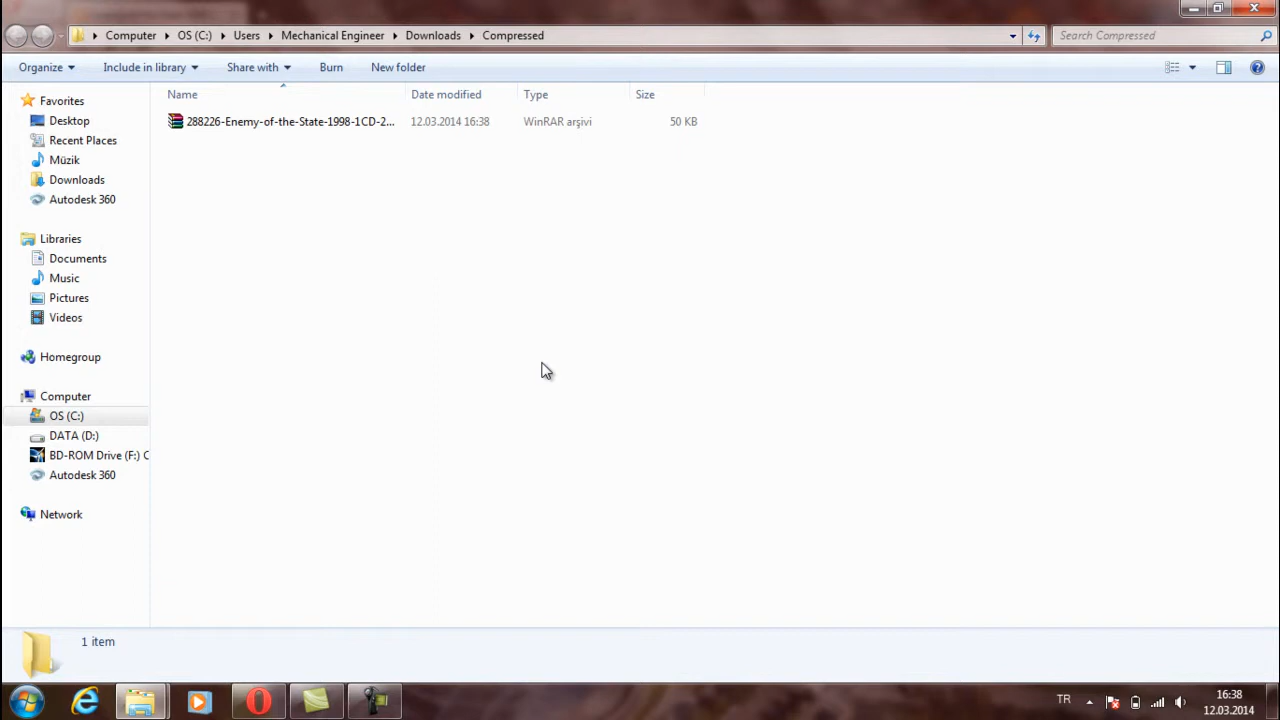 Computer OS (C:) Users Mechanical Engineer Downloads Compressed Search Compressed
Organize Include in library Share with Burn New folder
Name Date modified Type Size
288226-Enemy-of-the-State-1998-1CD-2... 12.03.2014 16:38 WinRAR arşivi 50 KB
Favorites
Desktop
Recent Places
Müzik
Downloads
Autodesk 360
Libraries
Documents
Music
Pictures
Videos
Homegroup
Computer
OS (C:)
DATA (D:)
BD-ROM Drive (F:) C
Autodesk 360
Network
1 item
TR 16:38
12.03.2014